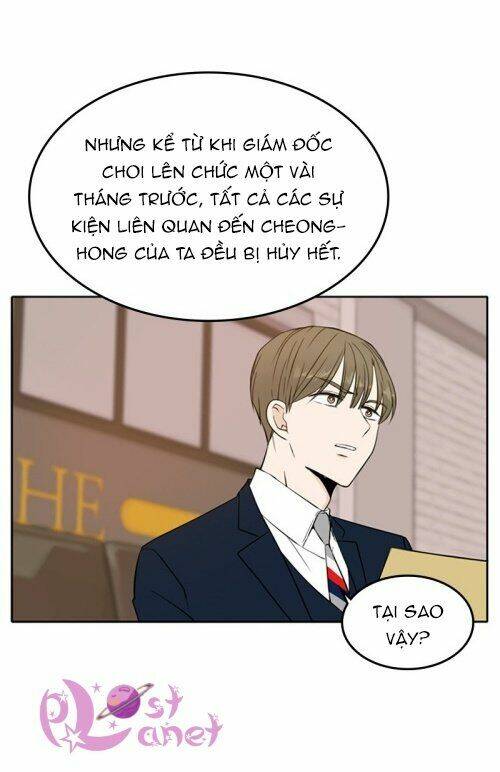 NHƯNG KỂ TỪ KHI GIÁM ĐỐC
CHOI LÊN CHỨC MỘT VÀI
THÁNG TRƯỚC, TẤT CẢ CÁC SỰ
KIỆN LIÊN QUAN ĐẾN CHEONG-
HONG CỦA TA ĐỀU BỊ HỦY HẾT.
HE
TẠI SAO
VẬY?
Lost
Planet